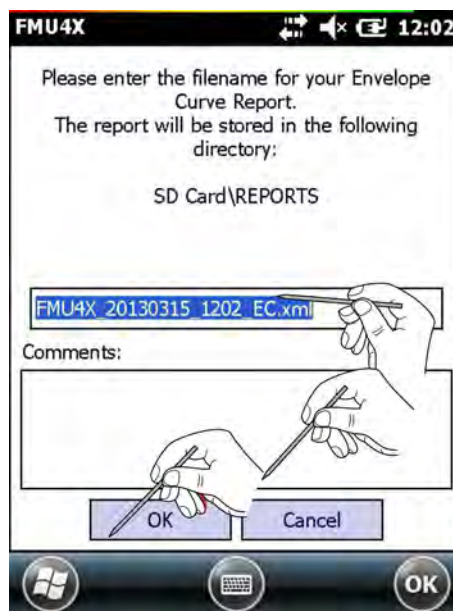 FMU4X 12:02
Please enter the filename for your Envelope
Curve Report.
The report will be stored in the following
directory:
SD Card\REPORTS
FMU4X_20130315_1202_EC.xml
Comments:
OK Cancel
OK